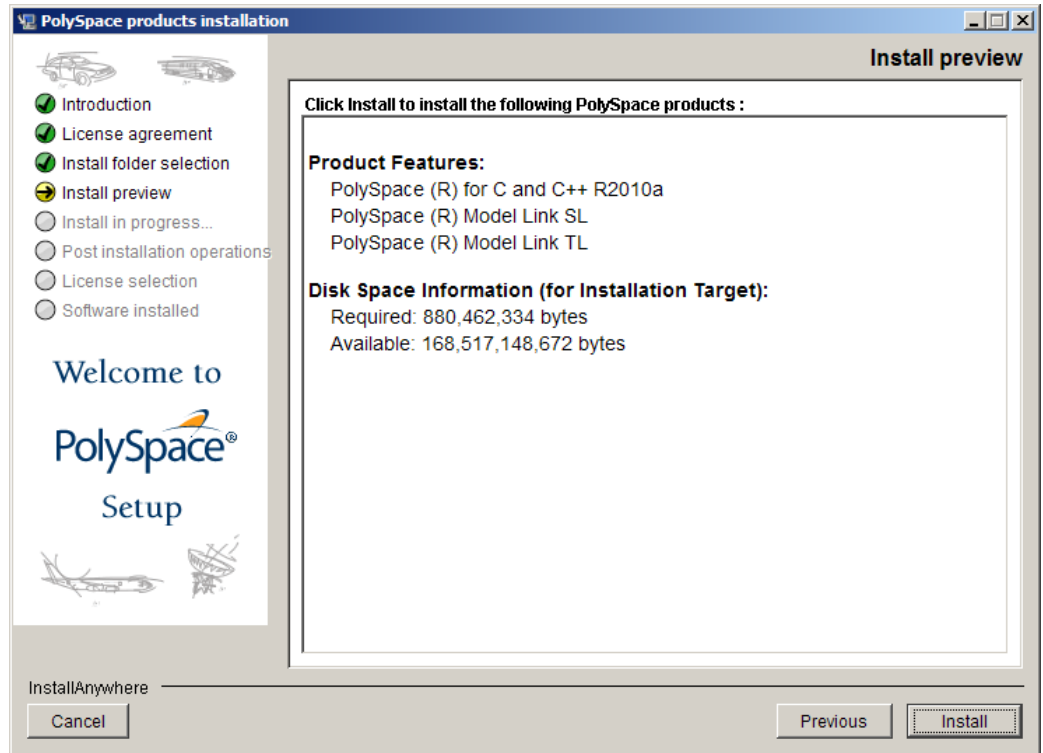 PolySpace products installation
Install preview
Introduction
License agreement
Install folder selection
Install preview
Install in progress...
Post installation operations
License selection
Software installed
Welcome to
PolySpace®
Setup
Click Install to install the following PolySpace products :
Product Features:
PolySpace (R) for C and C++ R2010a
PolySpace (R) Model Link SL
PolySpace (R) Model Link TL
Disk Space Information (for Installation Target):
Required: 880,462,334 bytes
Available: 168,517,148,672 bytes
InstallAnywhere
Cancel
Previous
Install